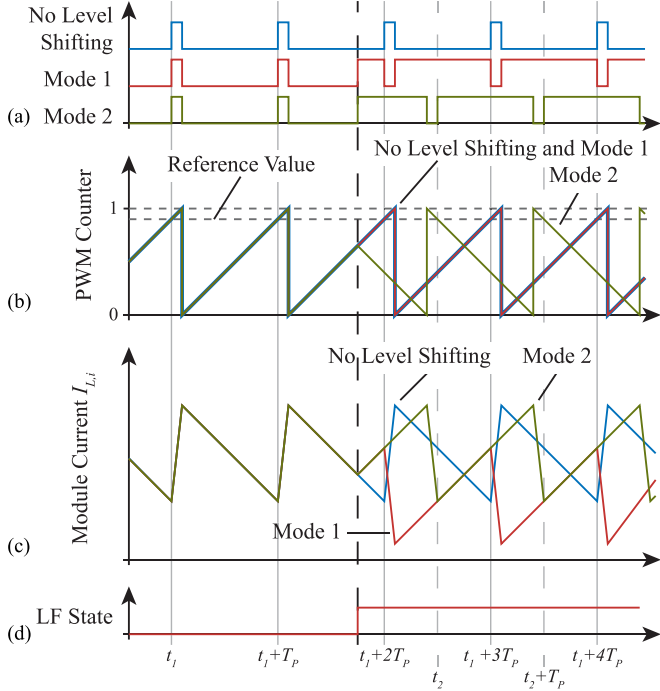 No Level
Shifting
Mode 1
(a) Mode 2
No Level Shifting and Mode 1
Reference Value
Mode 2
1
PWM Counter
(b)
0
No Level Shifting
Mode 2
Module Current I_{L,i}
Mode 1
(c)
LF State
(d)
t_1 t_1+T_P t_1+2T_P t_1+3T_P t_1+4T_P
t_2 t_2+T_P